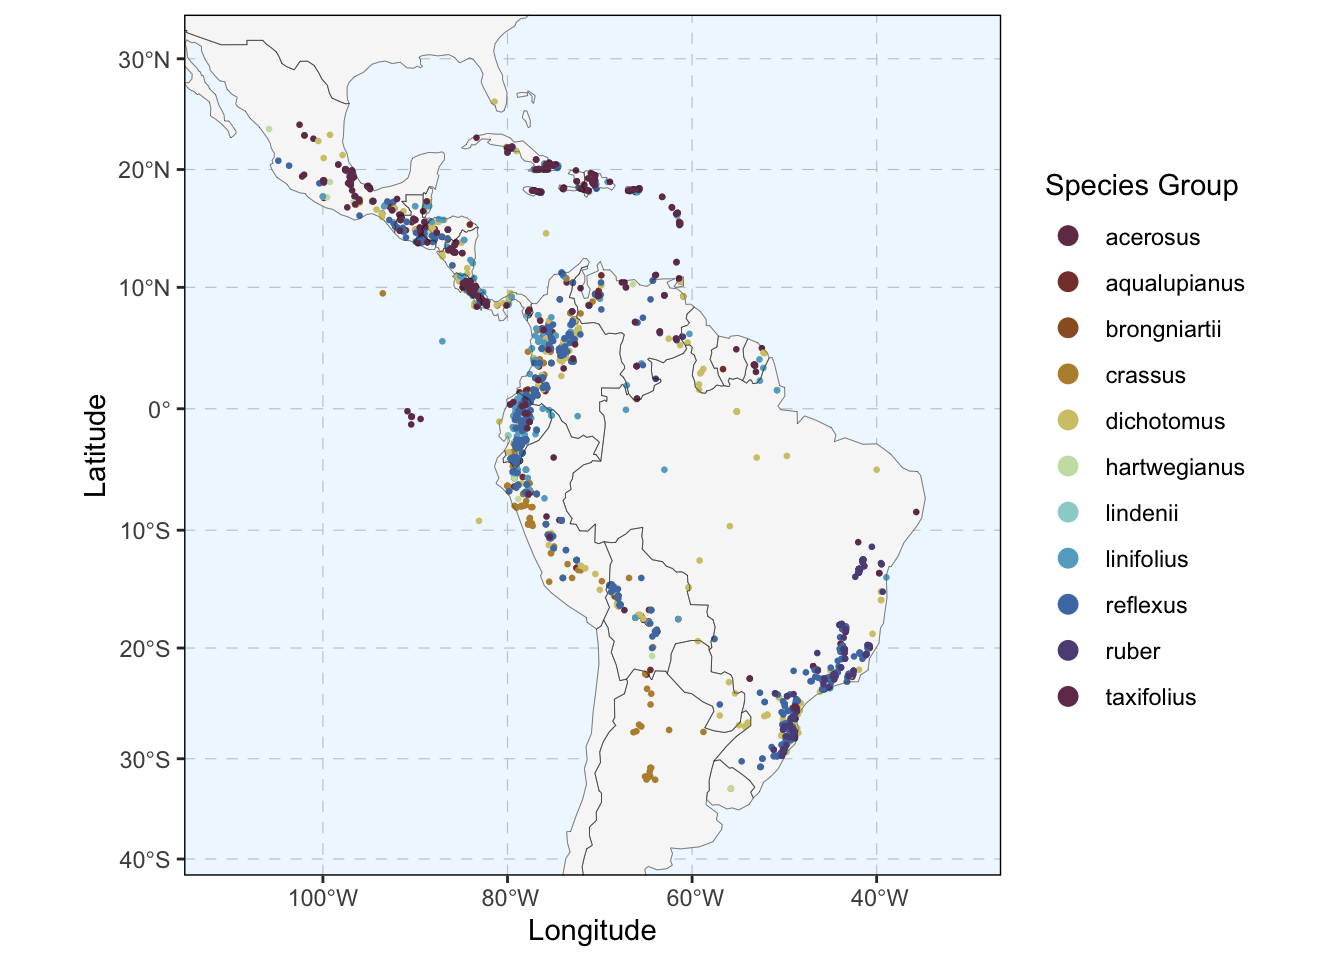 30°N
20°N
10°N
0°
10°S
20°S
30°S
40°S
Latitude
100°W
80°W
60°W
40°W
Longitude
Species Group
acerosus
aqualupianus
brongniartii
crassus
dichotomus
hartwegianus
lindenii
linifolius
reflexus
ruber
taxifolius